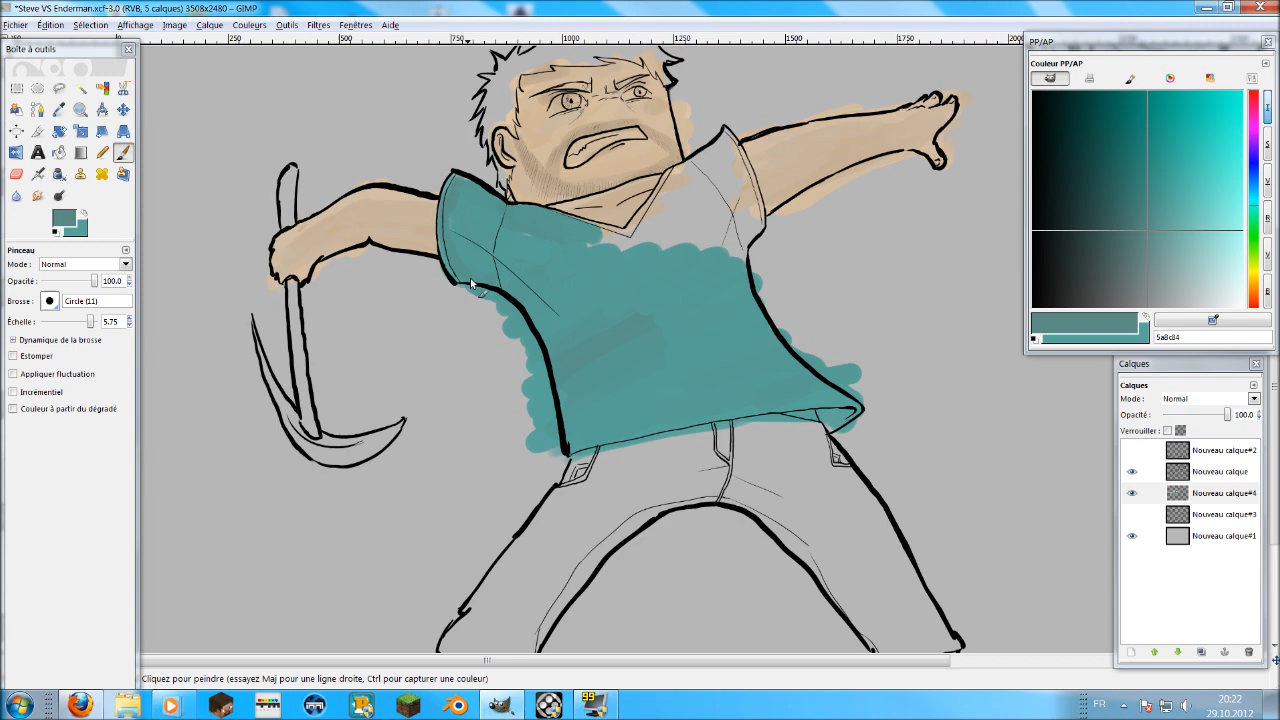 *Steve VS Enderman.xcf-3.0 (RVB, 5 calques) 3508x2480 – GIMP
Fichier Édition Sélection Affichage Image Calque Couleurs Outils Filtres Fenêtres Aide
Boîte à outils
250 500 750 1000 1250 1500 1750
PP/AP
Couleur PP/AP
T
S
V
R
V
B
5a8c84
Pinceau
Mode : Normal
Opacité : 100.0
Brosse : Circle (11)
Échelle : 5.75
Dynamique de la brosse
Estomper
Appliquer fluctuation
Incrémentiel
Couleur à partir du dégradé
Calques
Calques
Mode : Normal
Opacité : 100.0
Verrouiller :
Nouveau calque#2
Nouveau calque
Nouveau calque#4
Nouveau calque#3
Nouveau calque#1
Cliquez pour peindre (essayez Maj pour une ligne droite, Ctrl pour capturer une couleur)
99
FR
20:22
29.10.2012